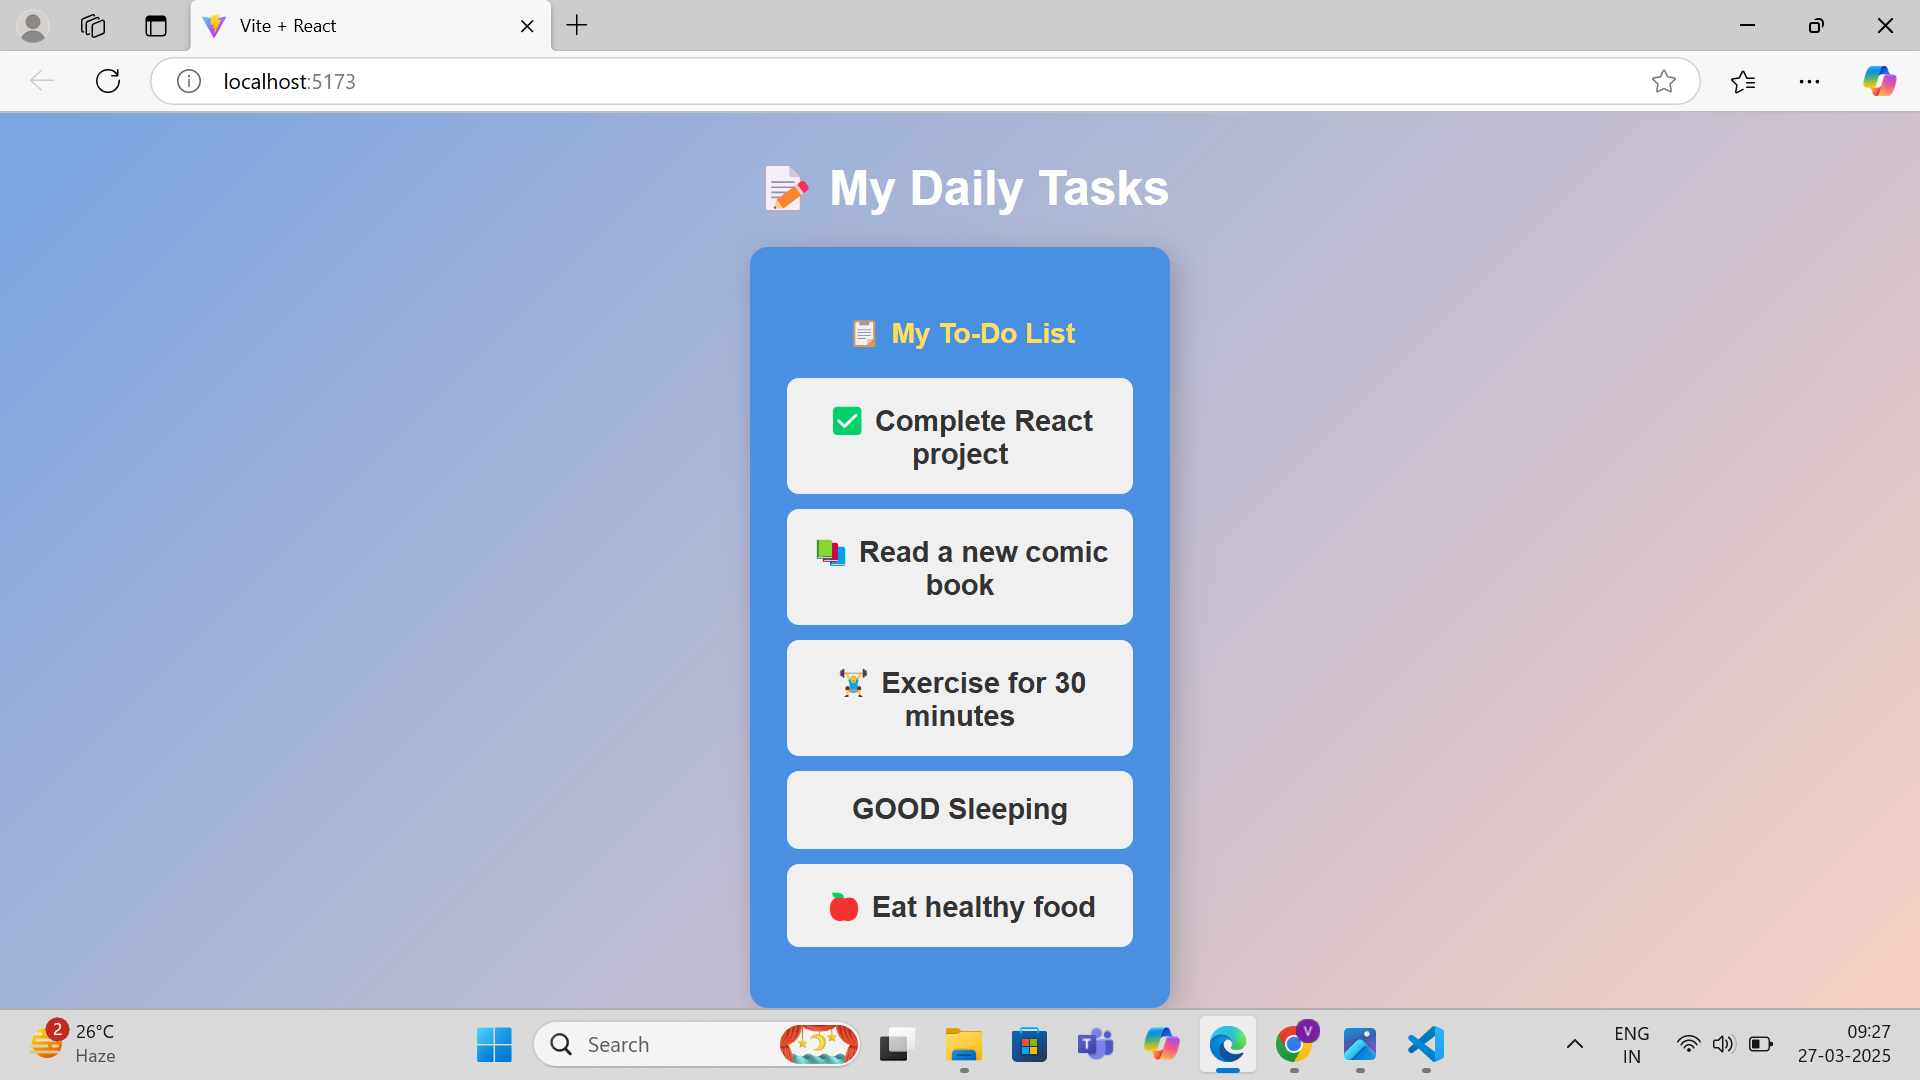 Vite + React
localhost:5173
📝 My Daily Tasks
📋 My To-Do List
✅ Complete React
project
📚 Read a new comic
book
🏋️ Exercise for 30
minutes
GOOD Sleeping
🍎 Eat healthy food
2
26°C
Haze
Search
T
V
ENG
IN
09:27
27-03-2025